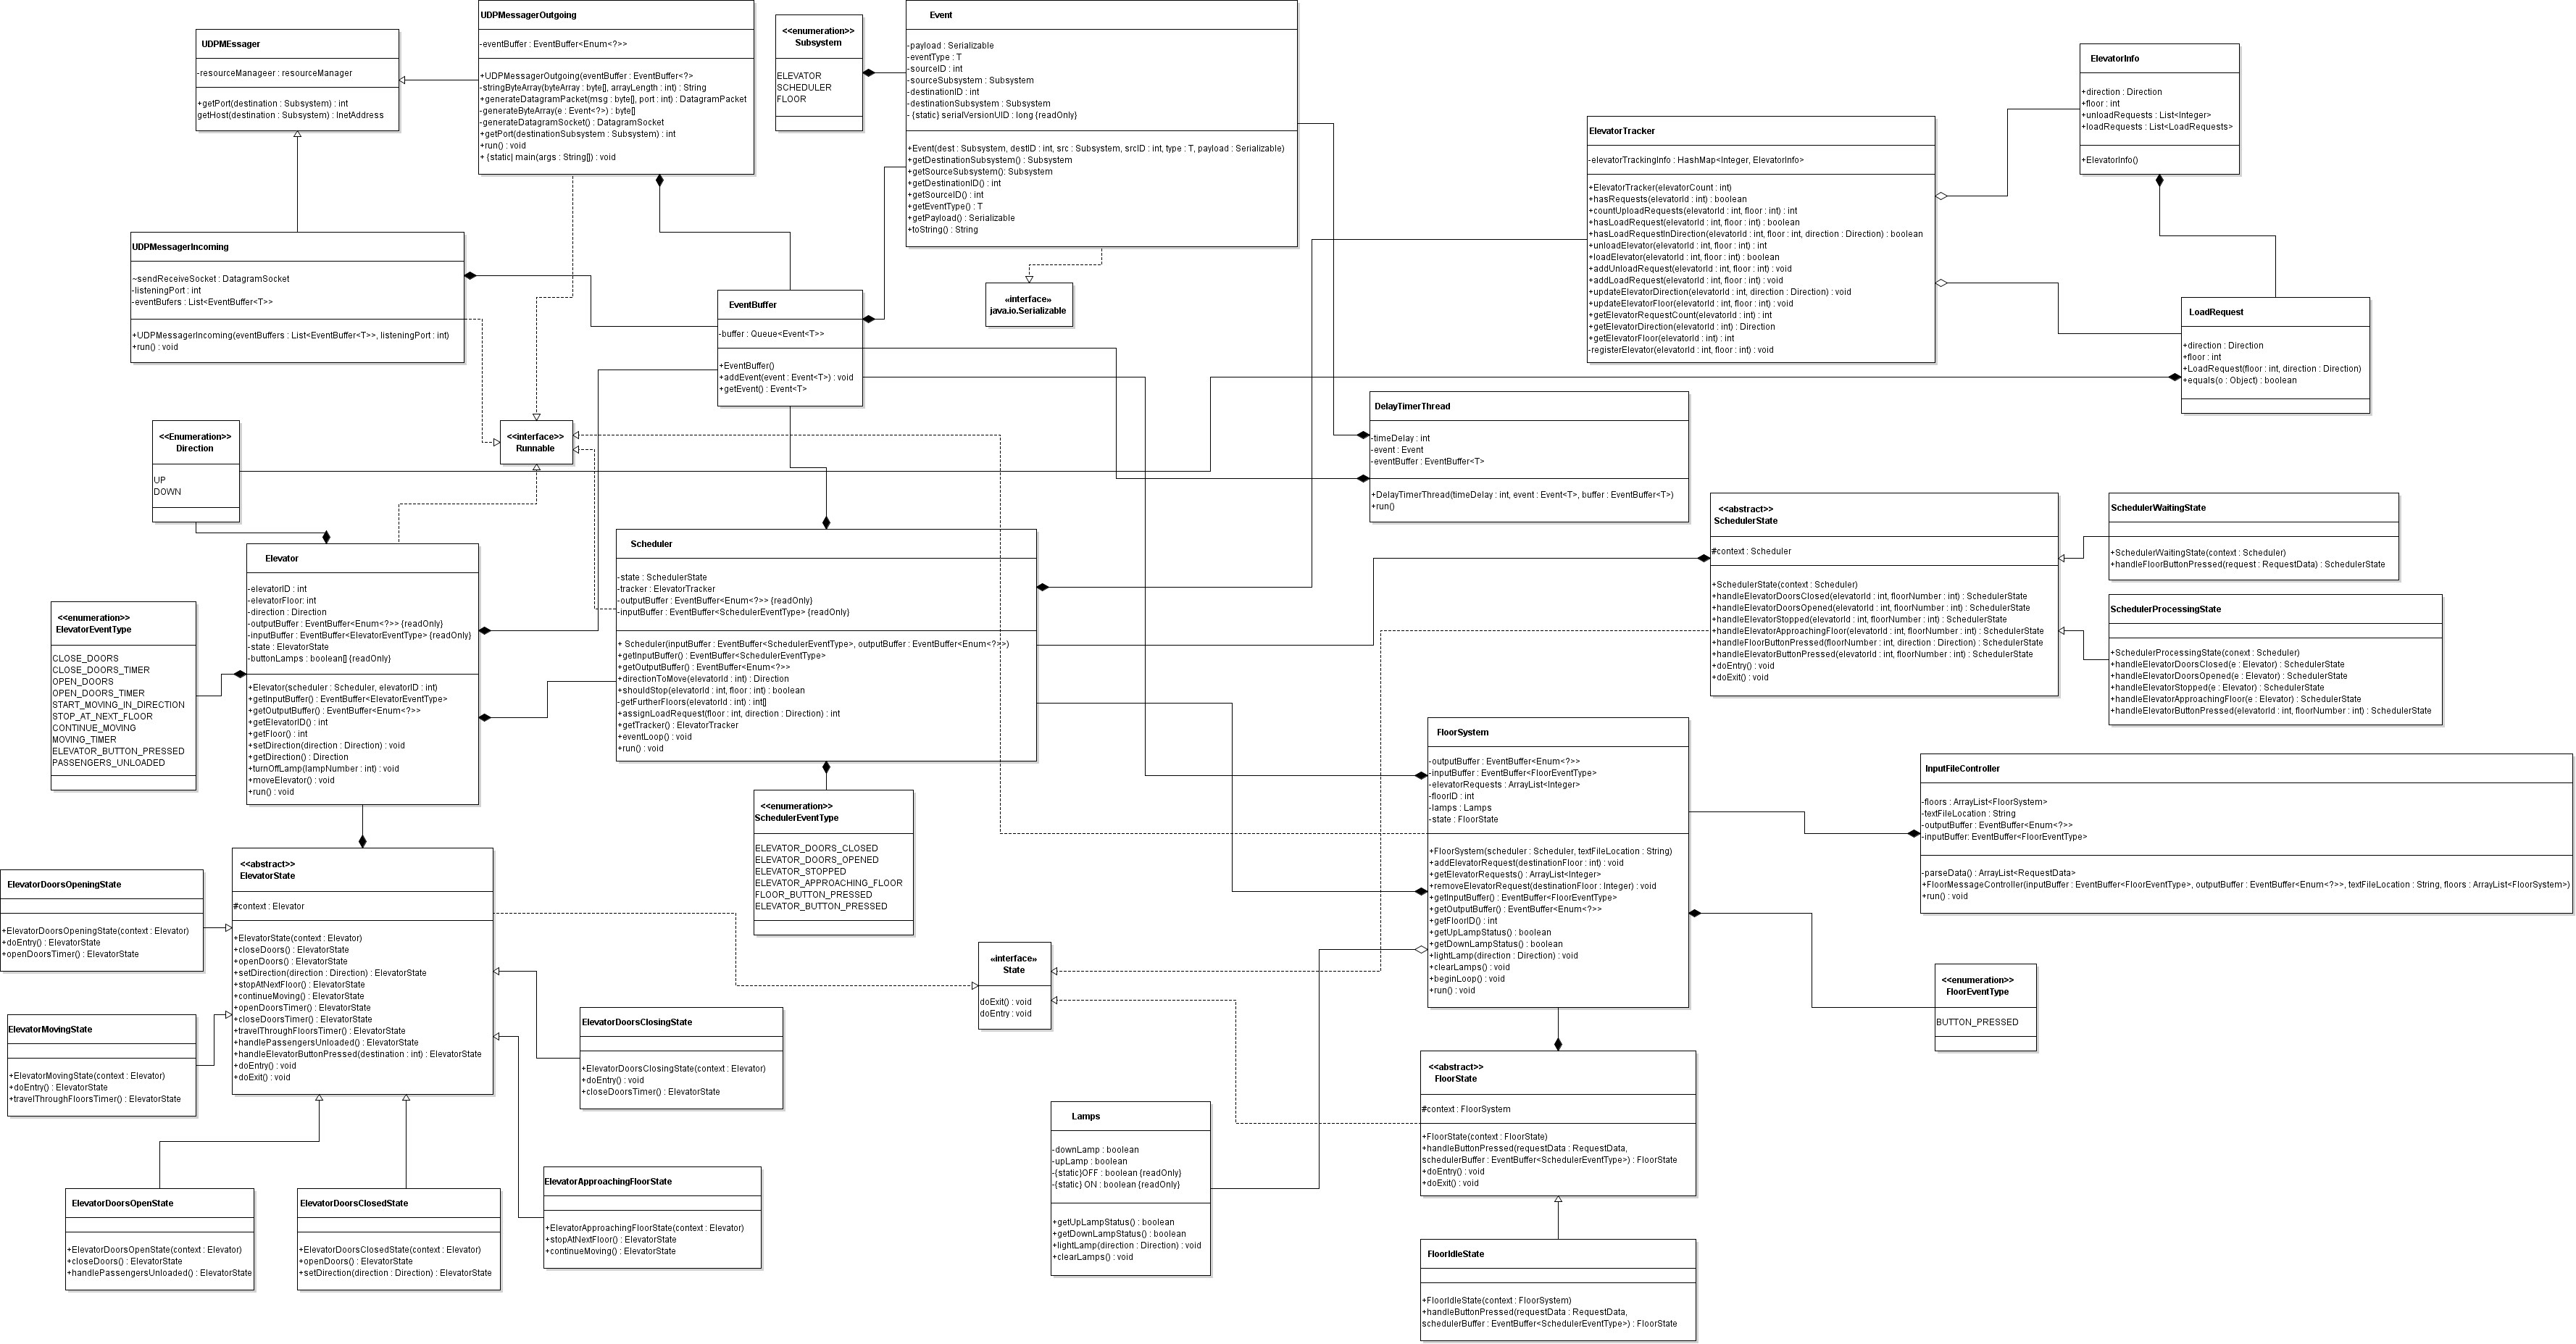 UDPMEssager
-resourceManageer : resourceManager
+getPort(destination : Subsystem) : int
getHost(destination : Subsystem) : InetAddress
UDPMessagerOutgoing
-eventBuffer : EventBuffer<Enum<?>>
+UDPMessagerOutgoing(eventBuffer : EventBuffer<?>
-stringByteArray(byteArray : byte[], arrayLength : int) : String
+generateDatagramPacket(msg : byte[], port : int) : DatagramPacket
-generateByteArray(e : Event<?>) : byte[]
-generateDatagramSocket() : DatagramSocket
+getPort(destinationSubsystem : Subsystem) : int
+run() : void
+ {static| main(args : String[]) : void
<<enumeration>>
Subsystem
ELEVATOR
SCHEDULER
FLOOR
Event
-payload : Serializable
-eventType : T
-sourceID : int
-sourceSubsystem : Subsystem
-destinationID : int
-destinationSubsystem : Subsystem
- {static} serialVersionUID : long {readOnly}
+Event(dest : Subsystem, destID : int, src : Subsystem, srcID : int, type : T, payload : Serializable)
+getDestinationSubsystem() : Subsystem
+getSourceSubsystem(): Subsystem
+getDestinationID() : int
+getSourceID() : int
+getEventType() : T
+getPayload() : Serializable
+toString() : String
ElevatorInfo
+direction : Direction
+floor : int
+unloadRequests : List<Integer>
+loadRequests : List<LoadRequests>
+ElevatorInfo()
ElevatorTracker
-elevatorTrackingInfo : HashMap<Integer, ElevatorInfo>
+ElevatorTracker(elevatorCount : int)
+hasRequests(elevatorId : int) : boolean
+countUploadRequests(elevatorId : int, floor : int) : int
+hasLoadRequest(elevatorId : int, floor : int) : boolean
+hasLoadRequestInDirection(elevatorId : int, floor : int, direction : Direction) : boolean
+unloadElevator(elevatorId : int, floor : int) : int
+loadElevator(elevatorId : int, floor : int) : boolean
+addUnloadRequest(elevatorId : int, floor : int) : void
+addLoadRequest(elevatorId : int, floor : int) : void
+updateElevatorDirection(elevatorId : int, direction : Direction) : void
+updateElevatorFloor(elevatorId : int, floor : int) : void
+getElevatorRequestCount(elevatorId : int) : int
+getElevatorDirection(elevatorId : int) : Direction
+getElevatorFloor(elevatorId : int) : int
-registerElevator(elevatorId : int, floor : int) : void
UDPMessagerIncoming
~sendReceiveSocket : DatagramSocket
-listeningPort : int
-eventBufers : List<EventBuffer<T>>
+UDPMessagerIncoming(eventBuffers : List<EventBuffer<T>>, listeningPort : int)
+run() : void
«interface»
java.io.Serializable
EventBuffer
-buffer : Queue<Event<T>>
+EventBuffer()
+addEvent(event : Event<T>) : void
+getEvent() : Event<T>
LoadRequest
+direction : Direction
+floor : int
+LoadRequest(floor : int, direction : Direction)
+equals(o : Object) : boolean
DelayTimerThread
-timeDelay : int
-event : Event
-eventBuffer : EventBuffer<T>
+DelayTimerThread(timeDelay : int, event : Event<T>, buffer : EventBuffer<T>)
+run()
<<Enumeration>>
Direction
UP
DOWN
<<interface>>
Runnable
<<abstract>>
SchedulerState
#context : Scheduler
+SchedulerState(context : Scheduler)
+handleElevatorDoorsClosed(elevatorId : int, floorNumber : int) : SchedulerState
+handleElevatorDoorsOpened(elevatorId : int, floorNumber : int) : SchedulerState
+handleElevatorStopped(elevatorId : int, floorNumber : int) : SchedulerState
+handleElevatorApproachingFloor(elevatorId : int, floorNumber : int) : SchedulerState
+handleFloorButtonPressed(floorNumber : int, direction : Direction) : SchedulerState
+handleElevatorButtonPressed(elevatorId : int, floorNumber : int) : SchedulerState
+doEntry() : void
+doExit() : void
SchedulerWaitingState
+SchedulerWaitingState(context : Scheduler)
+handleFloorButtonPressed(request : RequestData) : SchedulerState
SchedulerProcessingState
+SchedulerProcessingState(conext : Scheduler)
+handleElevatorDoorsClosed(e : Elevator) : SchedulerState
+handleElevatorDoorsOpened(e : Elevator) : SchedulerState
+handleElevatorStopped(e : Elevator) : SchedulerState
+handleElevatorApproachingFloor(e : Elevator) : SchedulerState
+handleElevatorButtonPressed(elevatorId : int, floorNumber : int) : SchedulerState
Elevator
-elevatorID : int
-elevatorFloor: int
-direction : Direction
-outputBuffer : EventBuffer<Enum<?>> {readOnly}
-inputBuffer : EventBuffer<ElevatorEventType> {readOnly}
-state : ElevatorState
-buttonLamps : boolean[] {readOnly}
+Elevator(scheduler : Scheduler, elevatorID : int)
+getInputBuffer() : EventBuffer<ElevatorEventType>
+getOutputBuffer() : EventBuffer<Enum<?>>
+getElevatorID() : int
+getFloor() : int
+setDirection(direction : Direction) : void
+getDirection() : Direction
+turnOffLamp(lampNumber : int) : void
+moveElevator() : void
+run() : void
Scheduler
-state : SchedulerState
-tracker : ElevatorTracker
-outputBuffer : EventBuffer<Enum<?>> {readOnly}
-inputBuffer : EventBuffer<SchedulerEventType> {readOnly}
+ Scheduler(inputBuffer : EventBuffer<SchedulerEventType>, outputBuffer : EventBuffer<Enum<?>>)
+getInputBuffer() : EventBuffer<SchedulerEventType>
+getOutputBuffer() : EventBuffer<Enum<?>>
+directionToMove(elevatorId : int) : Direction
+shouldStop(elevatorId : int, floor : int) : boolean
-getFurtherFloors(elevatorId : int) : int[]
+assignLoadRequest(floor : int, direction : Direction) : int
+getTracker() : ElevatorTracker
+eventLoop() : void
+run() : void
<<enumeration>>
ElevatorEventType
CLOSE_DOORS
CLOSE_DOORS_TIMER
OPEN_DOORS
OPEN_DOORS_TIMER
START_MOVING_IN_DIRECTION
STOP_AT_NEXT_FLOOR
CONTINUE_MOVING
MOVING_TIMER
ELEVATOR_BUTTON_PRESSED
PASSENGERS_UNLOADED
FloorSystem
-outputBuffer : EventBuffer<Enum<?>>
-inputBuffer : EventBuffer<FloorEventType>
-elevatorRequests : ArrayList<Integer>
-floorID : int
-lamps : Lamps
-state : FloorState
+FloorSystem(scheduler : Scheduler, textFileLocation : String)
+addElevatorRequest(destinationFloor : int) : void
+getElevatorRequests() : ArrayList<Integer>
+removeElevatorRequest(destinationFloor : Integer) : void
+getInputBuffer() : EventBuffer<FloorEventType>
+getOutputBuffer() : EventBuffer<Enum<?>>
+getFloorID() : int
+getUpLampStatus() : boolean
+getDownLampStatus() : boolean
+lightLamp(direction : Direction) : void
+clearLamps() : void
+beginLoop() : void
+run() : void
InputFileController
-floors : ArrayList<FloorSystem>
-textFileLocation : String
-outputBuffer : EventBuffer<Enum<?>>
-inputBuffer: EventBuffer<FloorEventType>
-parseData() : ArrayList<RequestData>
+FloorMessageController(inputBuffer : EventBuffer<FloorEventType>, outputBuffer : EventBuffer<Enum<?>>, textFileLocation : String, floors : ArrayList<FloorSystem>)
+run() : void
<<enumeration>>
SchedulerEventType
ELEVATOR_DOORS_CLOSED
ELEVATOR_DOORS_OPENED
ELEVATOR_STOPPED
ELEVATOR_APPROACHING_FLOOR
FLOOR_BUTTON_PRESSED
ELEVATOR_BUTTON_PRESSED
<<abstract>>
ElevatorState
#context : Elevator
+ElevatorState(context : Elevator)
+closeDoors() : ElevatorState
+openDoors() : ElevatorState
+setDirection(direction : Direction) : ElevatorState
+stopAtNextFloor() : ElevatorState
+continueMoving() : ElevatorState
+openDoorsTimer() : ElevatorState
+closeDoorsTimer() : ElevatorState
+travelThroughFloorsTimer() : ElevatorState
+handlePassengersUnloaded() : ElevatorState
+handleElevatorButtonPressed(destination : int) : ElevatorState
+doEntry() : void
+doExit() : void
ElevatorDoorsOpeningState
+ElevatorDoorsOpeningState(context : Elevator)
+doEntry() : ElevatorState
+openDoorsTimer() : ElevatorState
ElevatorMovingState
+ElevatorMovingState(context : Elevator)
+doEntry() : ElevatorState
+travelThroughFloorsTimer() : ElevatorState
ElevatorDoorsClosingState
+ElevatorDoorsClosingState(context : Elevator)
+doEntry() : void
+closeDoorsTimer() : ElevatorState
«interface»
State
doExit() : void
doEntry : void
<<enumeration>>
FloorEventType
BUTTON_PRESSED
<<abstract>>
FloorState
#context : FloorSystem
+FloorState(context : FloorState)
+handleButtonPressed(requestData : RequestData,
schedulerBuffer : EventBuffer<SchedulerEventType>) : FloorState
+doEntry() : void
+doExit() : void
Lamps
-downLamp : boolean
-upLamp : boolean
-{static}OFF : boolean {readOnly}
-{static} ON : boolean {readOnly}
+getUpLampStatus() : boolean
+getDownLampStatus() : boolean
+lightLamp(direction : Direction) : void
+clearLamps() : void
ElevatorDoorsOpenState
+ElevatorDoorsOpenState(context : Elevator)
+closeDoors() : ElevatorState
+handlePassengersUnloaded() : ElevatorState
ElevatorDoorsClosedState
+ElevatorDoorsClosedState(context : Elevator)
+openDoors() : ElevatorState
+setDirection(direction : Direction) : ElevatorState
ElevatorApproachingFloorState
+ElevatorApproachingFloorState(context : Elevator)
+stopAtNextFloor() : ElevatorState
+continueMoving() : ElevatorState
FloorIdleState
+FloorIdleState(context : FloorSystem)
+handleButtonPressed(requestData : RequestData,
schedulerBuffer : EventBuffer<SchedulerEventType>) : FloorState